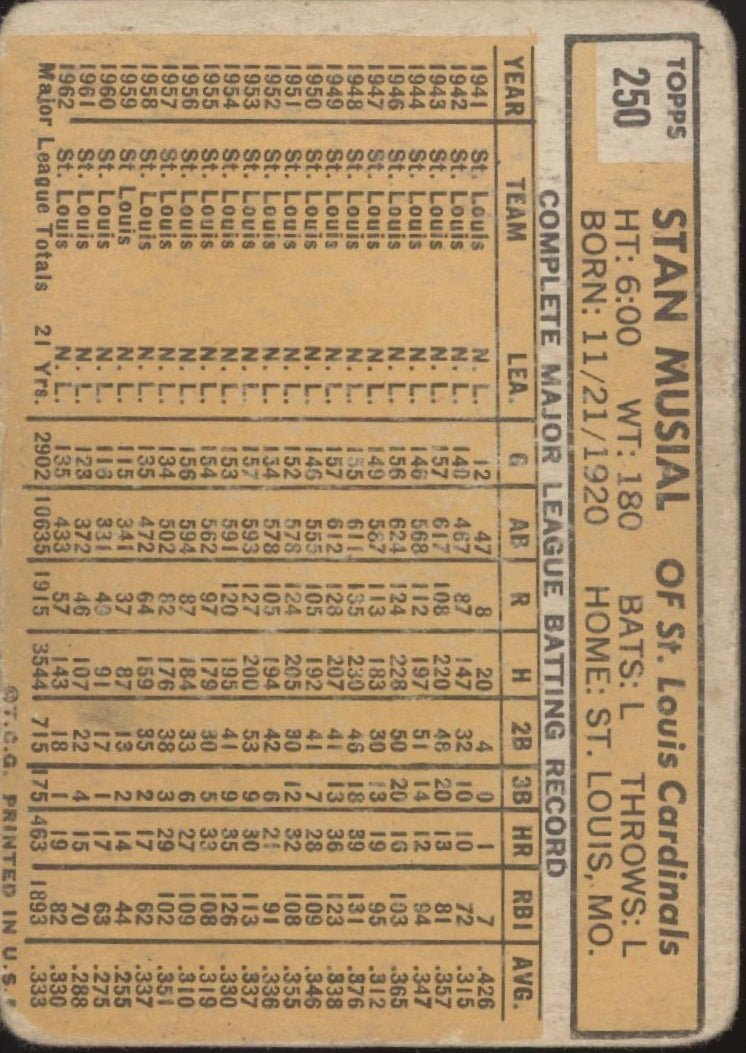 TOPPS
250
STAN MUSIAL OF St. Louis Cardinals
HT: 6:00 WT: 180 BATS: L THROWS: L
BORN: 11/21/1920 HOME: ST. LOUIS, MO.
COMPLETE MAJOR LEAGUE BATTING RECORD
YEAR TEAM LEA. G AB R H 2B 3B HR RBI AVG.
1941 St. Louis N. L. 12 47 8 20 4 0 1 7 .426
1942 St. Louis N. L. 140 467 87 147 32 10 10 72 .315
1943 St. Louis N. L. 157 617 108 220 48 20 13 81 .357
1944 St. Louis N. L. 146 568 112 197 51 14 12 94 .347
1946 St. Louis N. L. 156 624 124 228 50 20 16 103 .365
1947 St. Louis N. L. 149 587 113 183 30 13 19 95 .312
1948 St. Louis N. L. 155 611 135 230 46 18 39 131 .376
1949 St. Louis N. L. 157 612 128 207 41 13 36 123 .338
1950 St. Louis N. L. 146 555 105 192 41 7 28 109 .346
1951 St. Louis N. L. 152 578 124 205 30 12 32 108 .355
1952 St. Louis N. L. 154 578 105 194 42 6 21 91 .336
1953 St. Louis N. L. 157 593 127 200 53 9 30 113 .337
1954 St. Louis N. L. 153 591 120 195 41 9 35 126 .330
1955 St. Louis N. L. 154 562 97 179 30 5 33 108 .319
1956 St. Louis N. L. 156 594 87 184 33 6 27 109 .310
1957 St. Louis N. L. 134 502 82 176 38 3 29 102 .351
1958 St. Louis N. L. 135 472 64 159 35 2 17 62 .337
1959 St Louis N. L. 115 341 37 87 13 2 14 44 .255
1960 St. Louis N. L. 116 331 49 91 17 1 17 63 .275
1961 St. Louis N. L. 123 372 46 107 22 4 15 70 .288
1962 St. Louis N. L. 135 433 57 143 18 1 19 82 .330
Major League Totals 21 Yrs. 2902 10635 1915 3544 715 175 463 1893 .333
©T.C.G. PRINTED IN U.S.